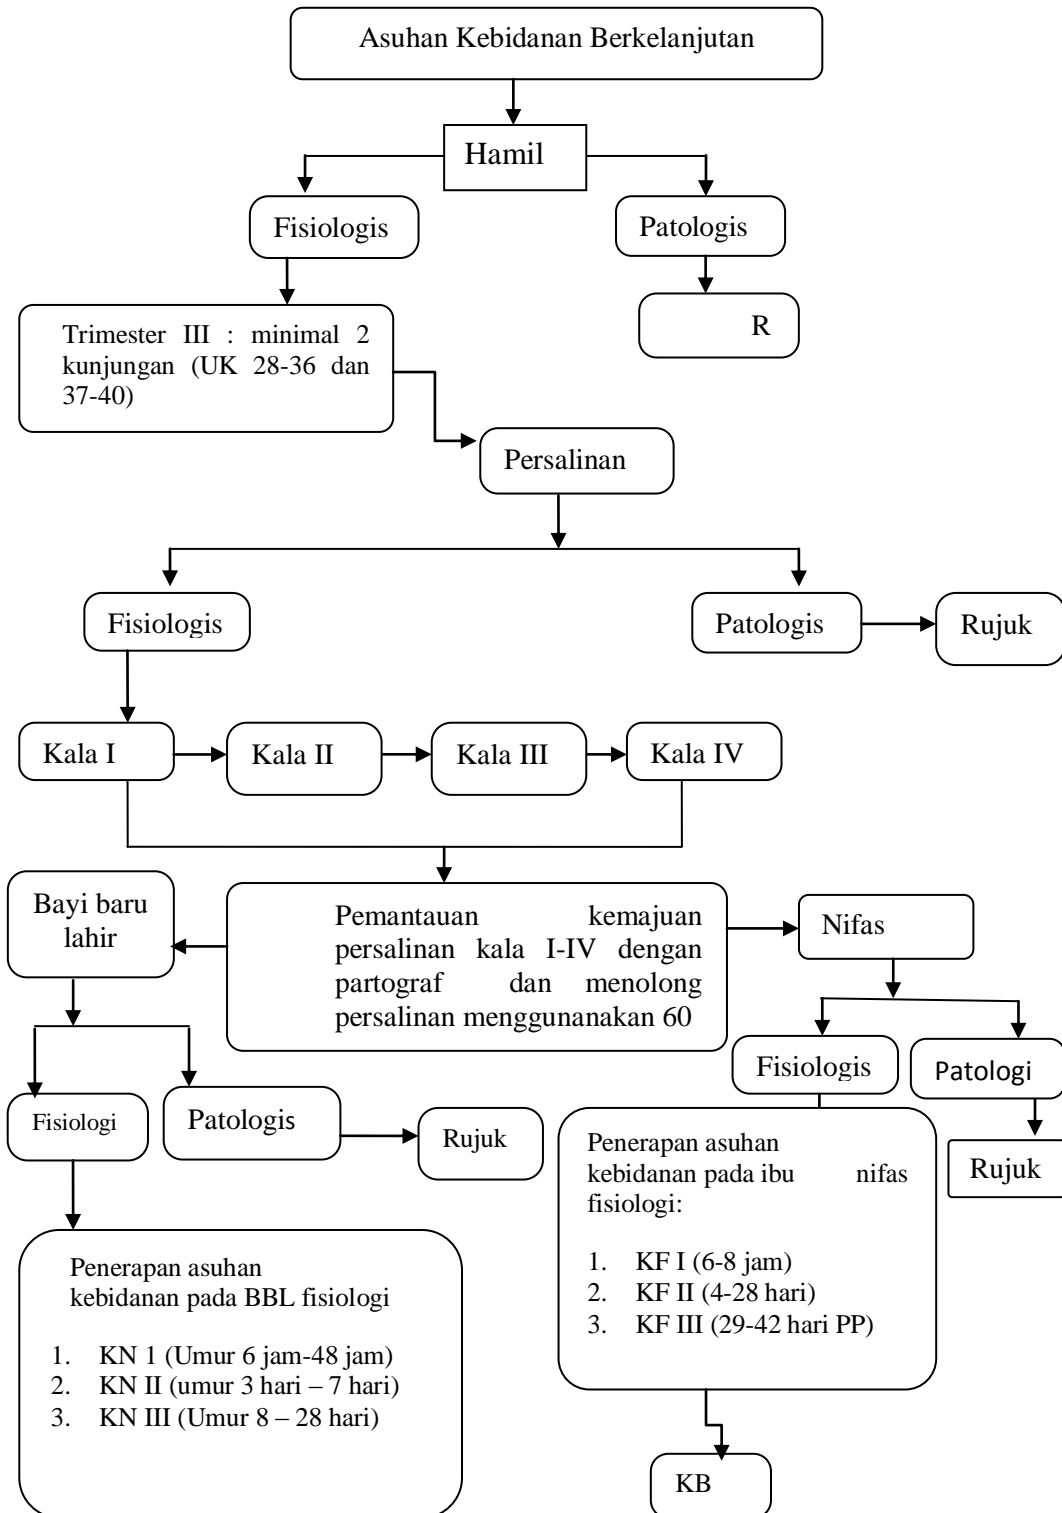 Asuhan Kebidanan Berkelanjutan
Hamil
Fisiologis
Patologis
R
Trimester III : minimal 2
kunjungan (UK 28-36 dan
37-40)
Persalinan
Fisiologis
Patologis
Rujuk
Kala I
Kala II
Kala III
Kala IV
Bayi baru
lahir
Pemantauan kemajuan
persalinan kala I-IV dengan
partograf dan menolong
persalinan menggunanakan 60
Nifas
Fisiologis
Patologi
Fisiologi
Patologis
Rujuk
Rujuk
Penerapan asuhan
kebidanan pada ibu nifas
fisiologi:
1. KF I (6-8 jam)
2. KF II (4-28 hari)
3. KF III (29-42 hari PP)
Penerapan asuhan
kebidanan pada BBL fisiologi
1. KN 1 (Umur 6 jam-48 jam)
2. KN II (umur 3 hari – 7 hari)
3. KN III (Umur 8 – 28 hari)
KB